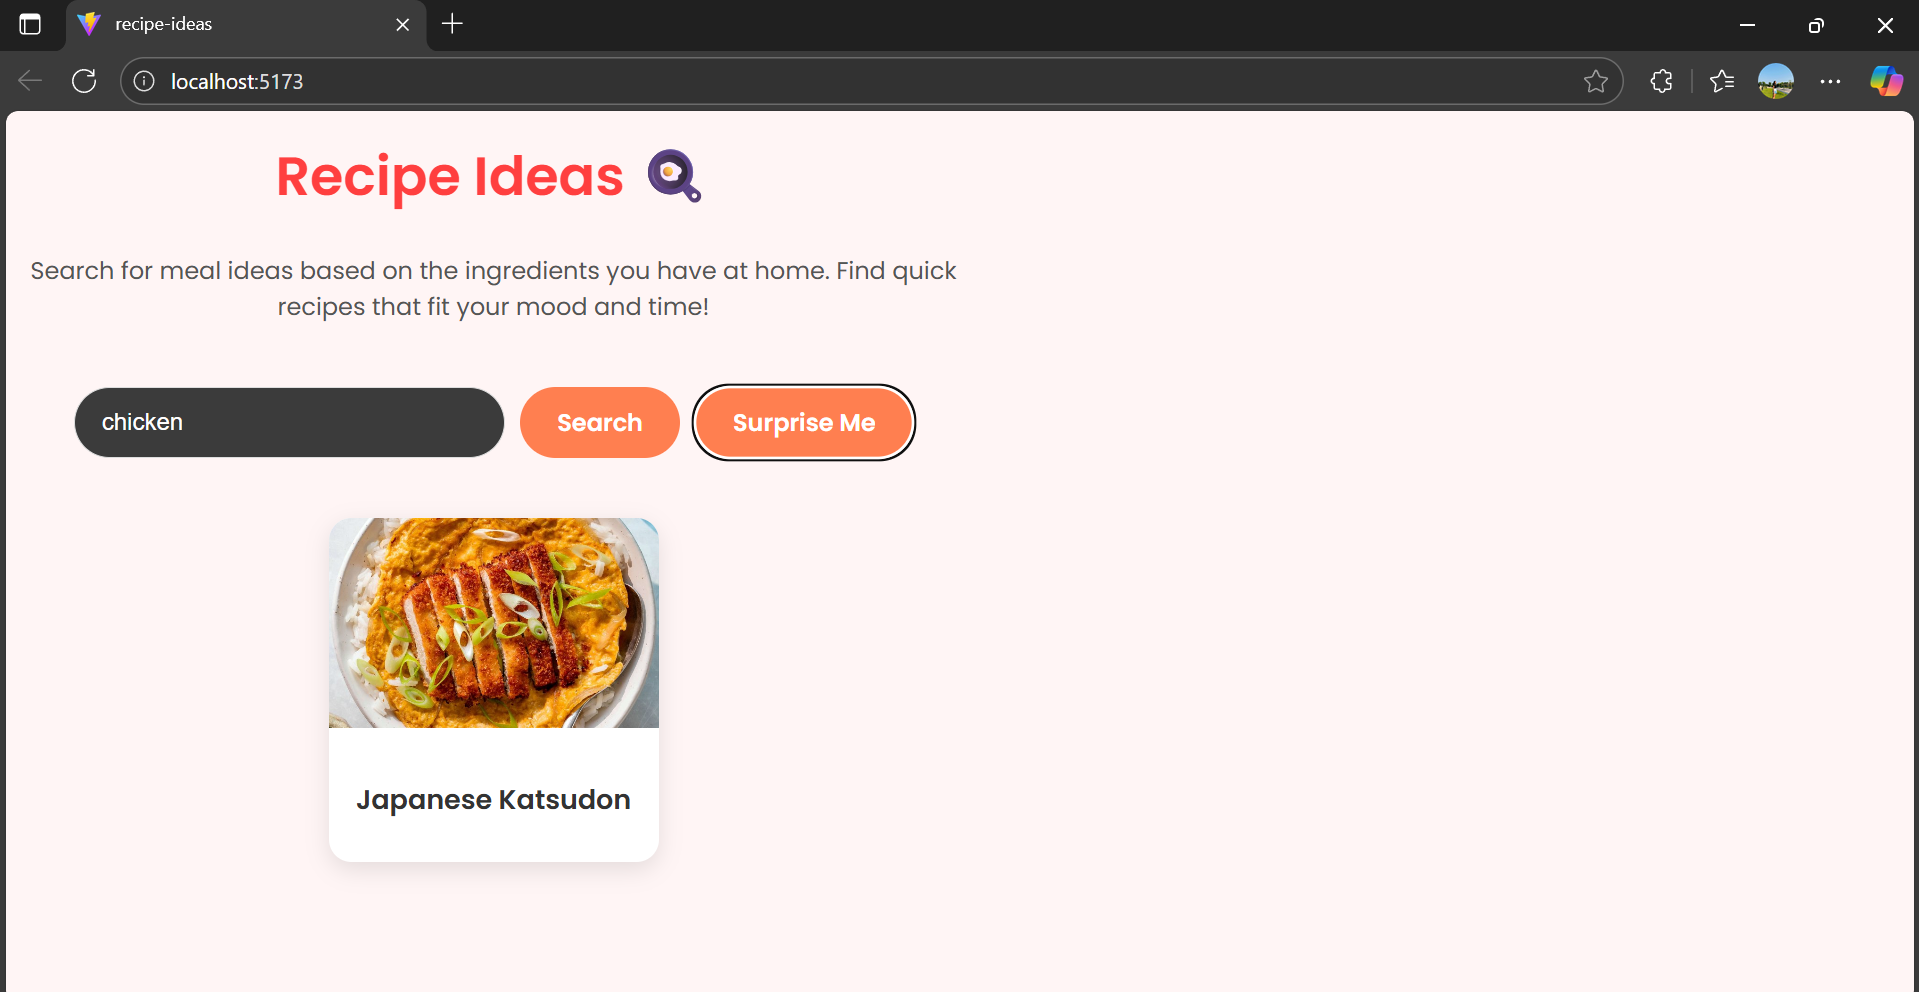 recipe-ideas
localhost:5173
Recipe Ideas
Search for meal ideas based on the ingredients you have at home. Find quick
recipes that fit your mood and time!
chicken
Search
Surprise Me
Japanese Katsudon